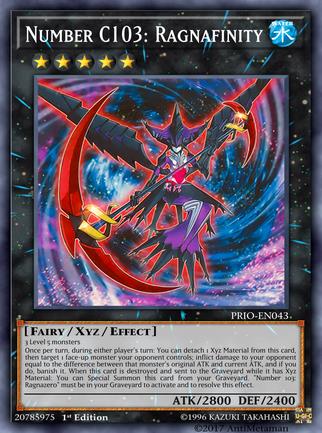 NUMBER C103: RAGNAFINITY
WATER
水
PRIO-EN043
[FAIRY / XYZ / EFFECT]
3 Level 5 monsters
Once per turn, during either player's turn: You can detach 1 Xyz Material from this card,
then target 1 face-up monster your opponent controls; inflict damage to your opponent
equal to the difference between that monster's original ATK and current ATK, and if you
do, banish it. When this card is destroyed and sent to the Graveyard while it has Xyz
Material: You can Special Summon this card from your Graveyard. "Number 103:
Ragnazero" must be in your Graveyard to activate and to resolve this effect.
ATK/2800 DEF/2400
20785975 1st Edition ©1996 KAZUKI TAKAHASHI
©2017 AntiMetaman